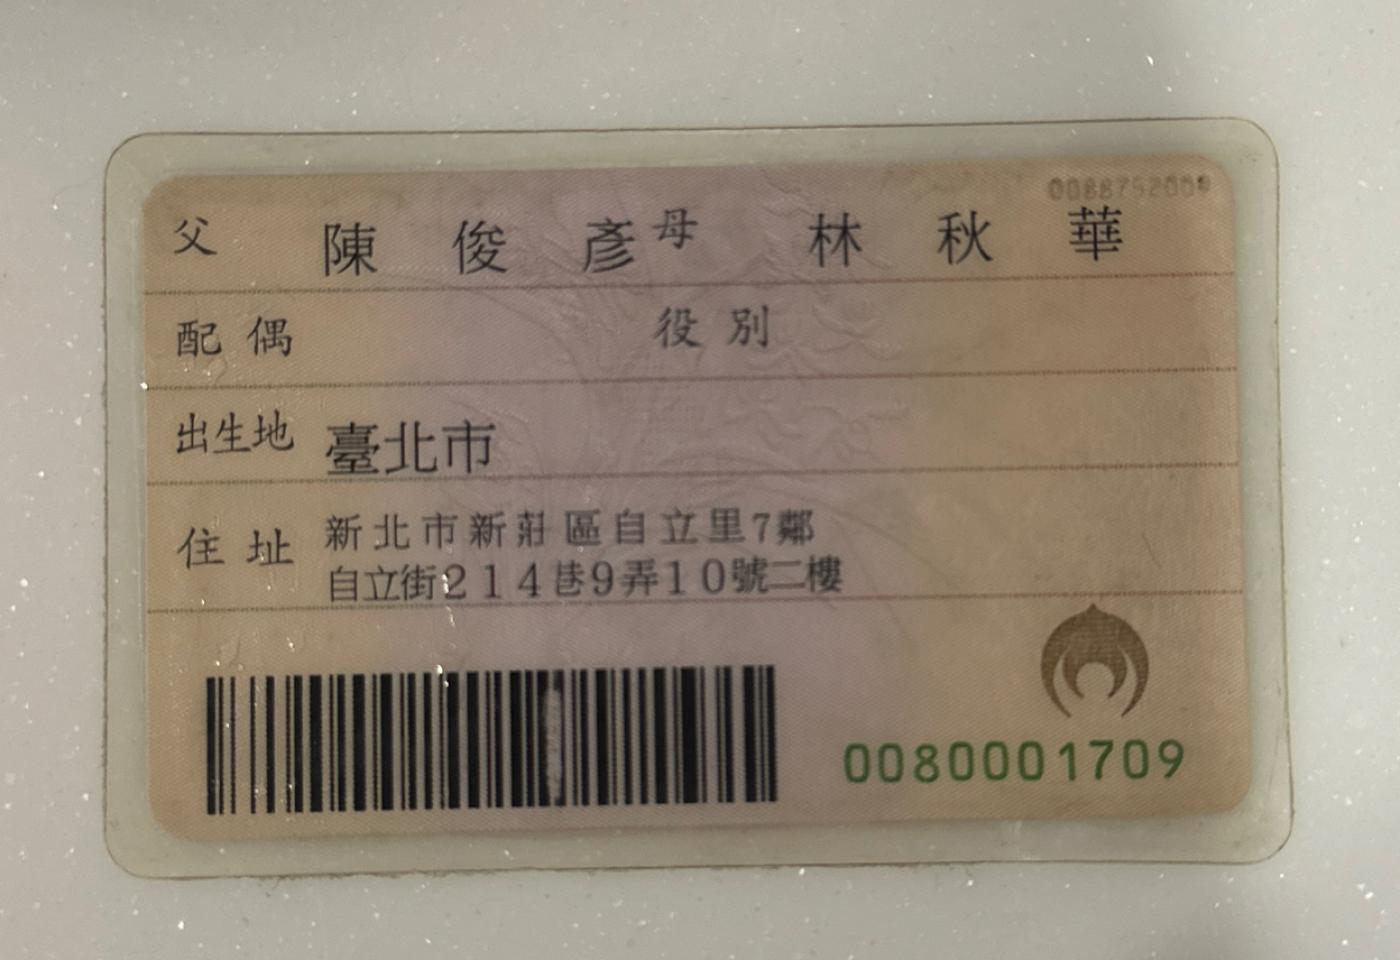 父 陳俊彥 母 林秋華
配偶 役別
出生地 臺北市
住址 新北市新莊區自立里7鄰
自立街214巷9弄10號二樓
0080001709